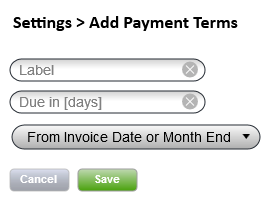 Settings > Add Payment Terms
Label
Due in [days]
From Invoice Date or Month End
Cancel
Save